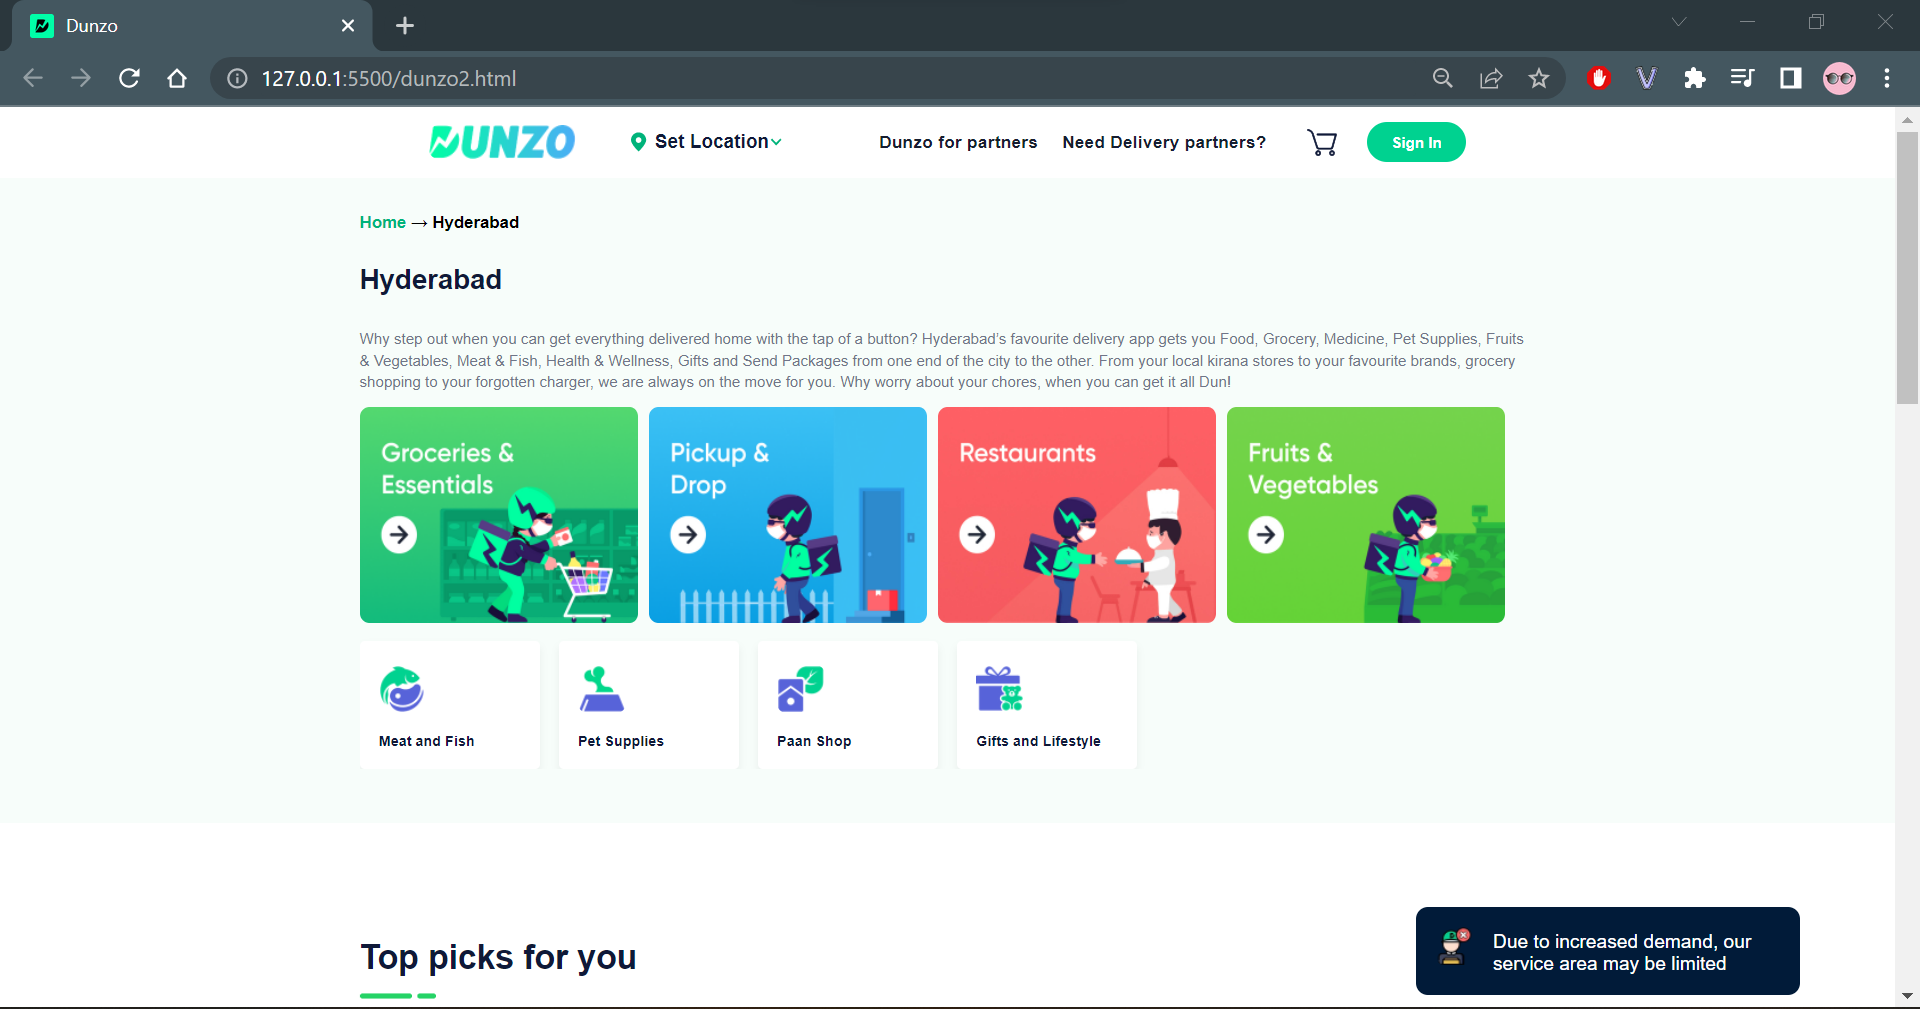 Dunzo
127.0.0.1:5500/dunzo2.html
DUNZO
Set Location
Dunzo for partners
Need Delivery partners?
Sign In
Home → Hyderabad
Hyderabad
Why step out when you can get everything delivered home with the tap of a button? Hyderabad's favourite delivery app gets you Food, Grocery, Medicine, Pet Supplies, Fruits
& Vegetables, Meat & Fish, Health & Wellness, Gifts and Send Packages from one end of the city to the other. From your local kirana stores to your favourite brands, grocery
shopping to your forgotten charger, we are always on the move for you. Why worry about your chores, when you can get it all Dun!
Groceries &
Essentials
Pickup &
Drop
Restaurants
Fruits &
Vegetables
Meat and Fish
Pet Supplies
Paan Shop
Gifts and Lifestyle
Top picks for you
Due to increased demand, our
service area may be limited